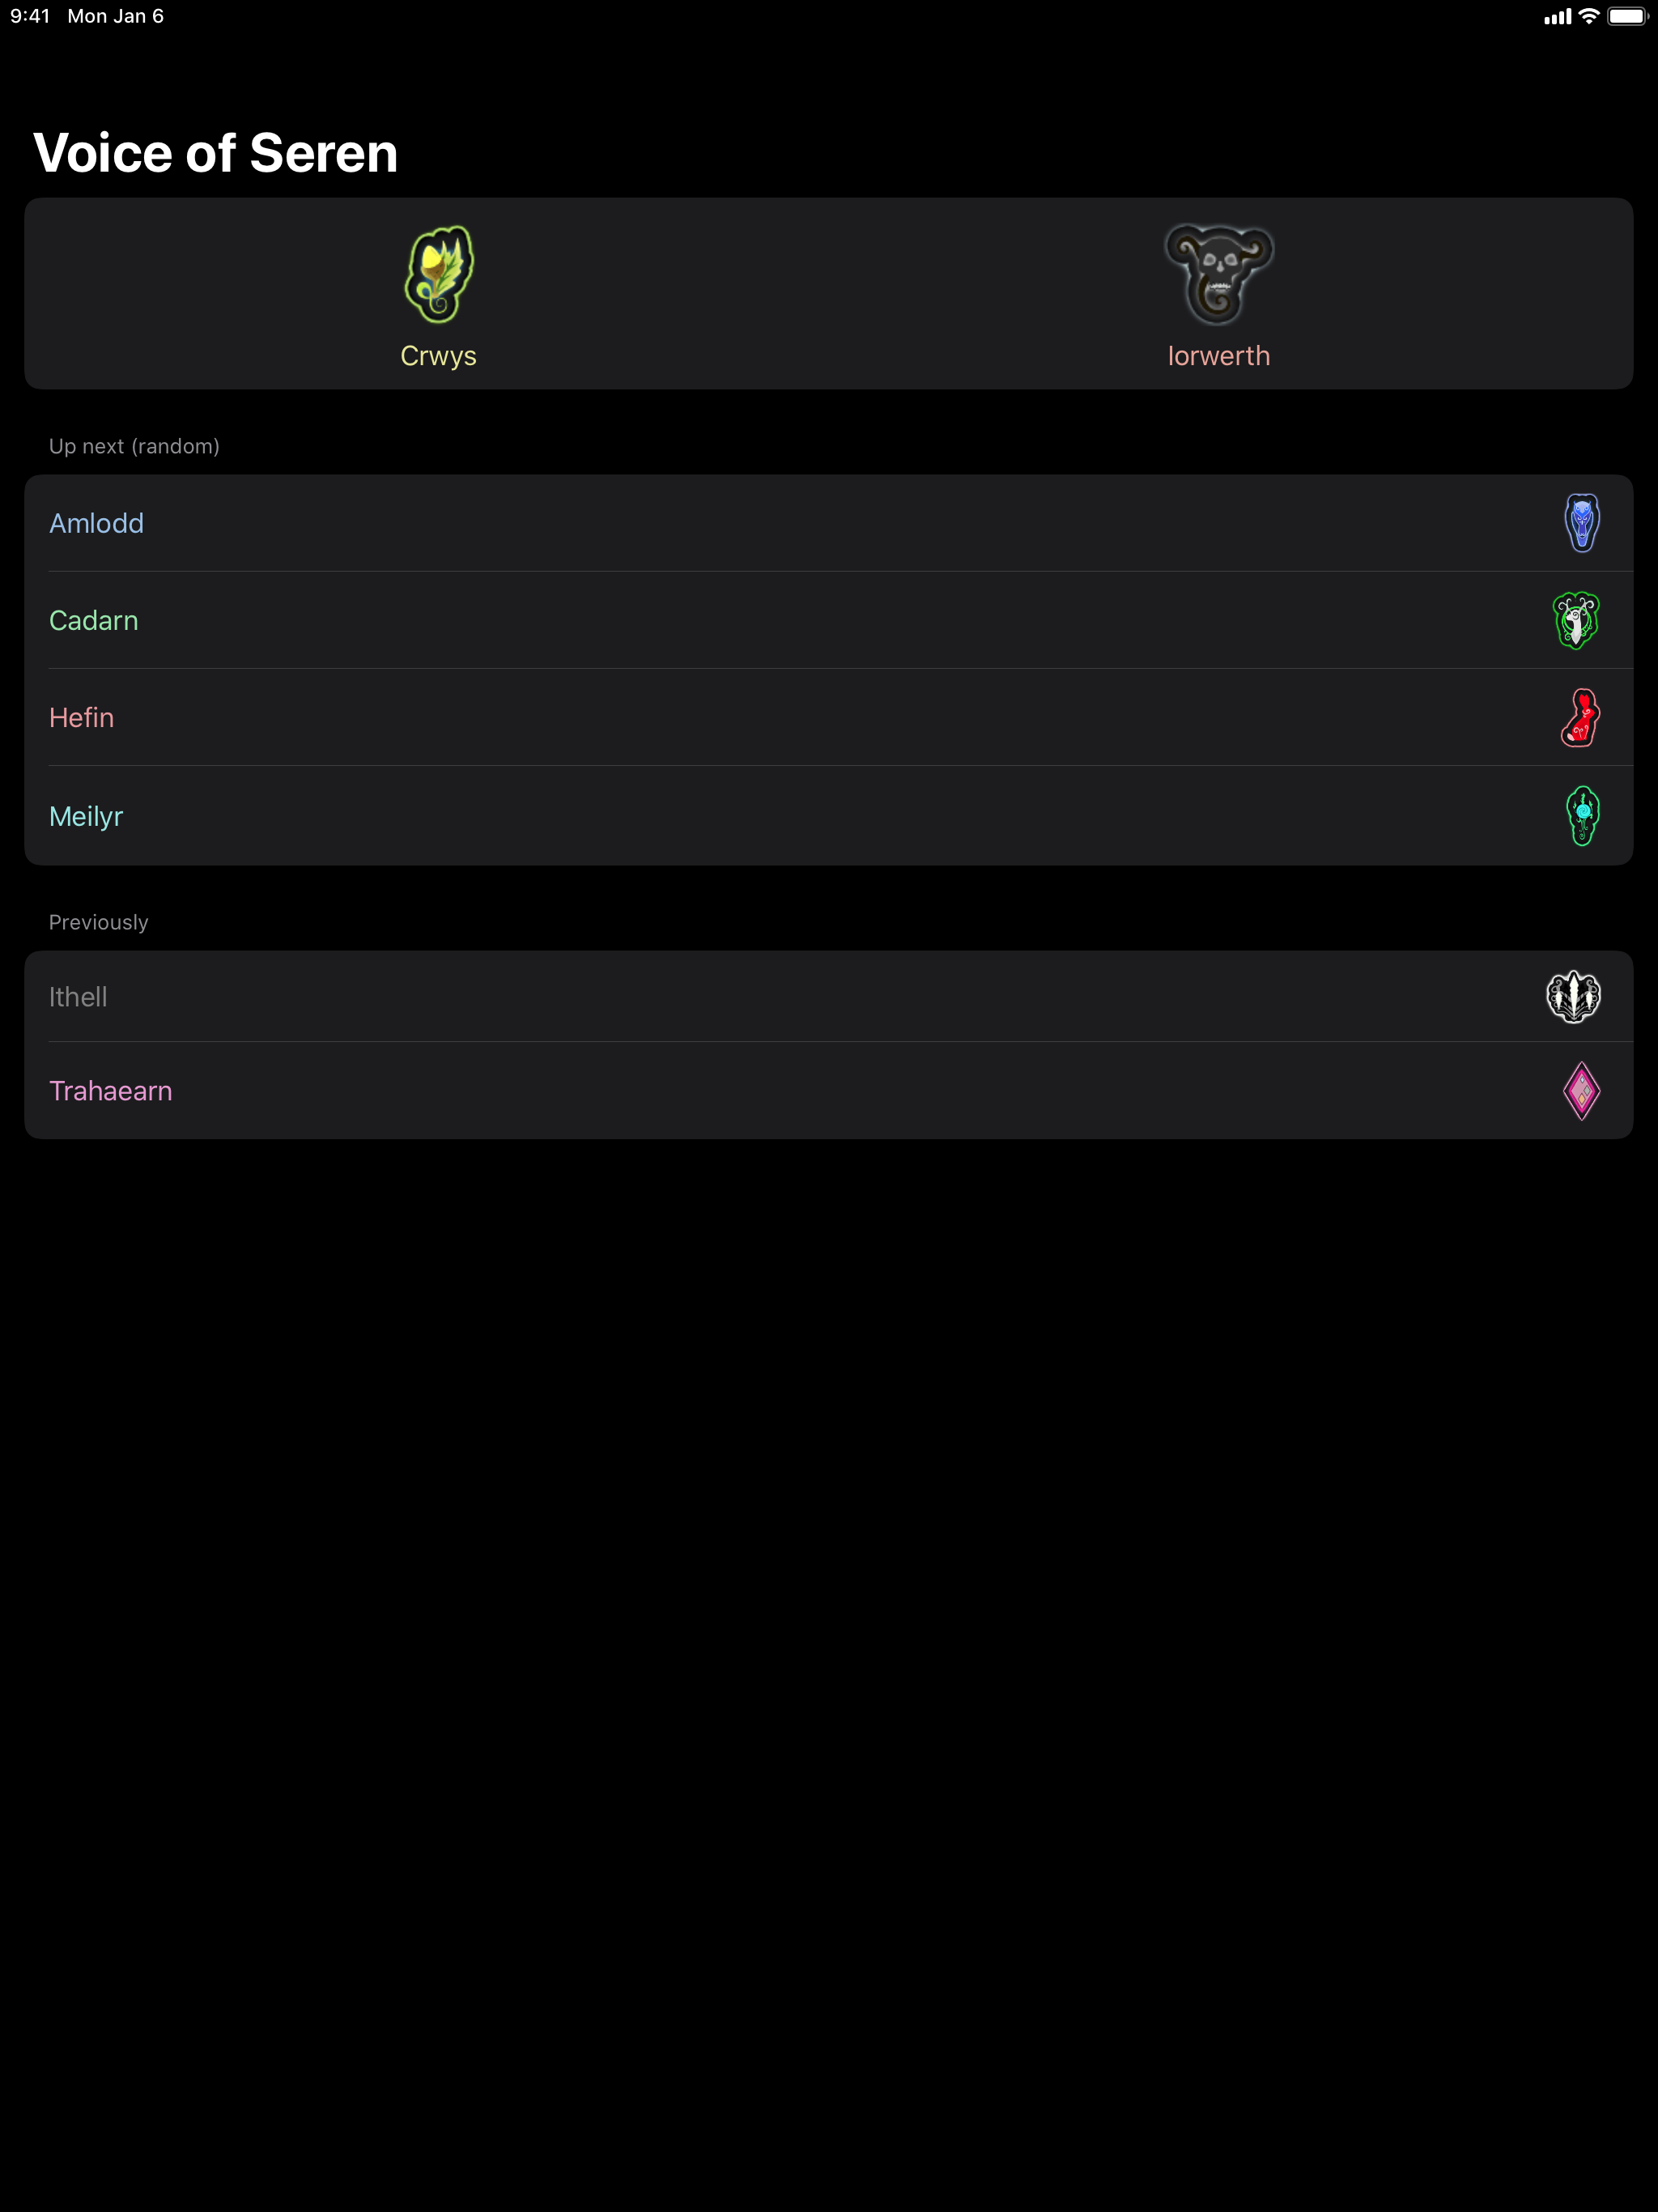 9:41 Mon Jan 6
Voice of Seren
Crwys Iorwerth
Up next (random)
Amlodd
Cadarn
Hefin
Meilyr
Previously
Ithell
Trahaearn